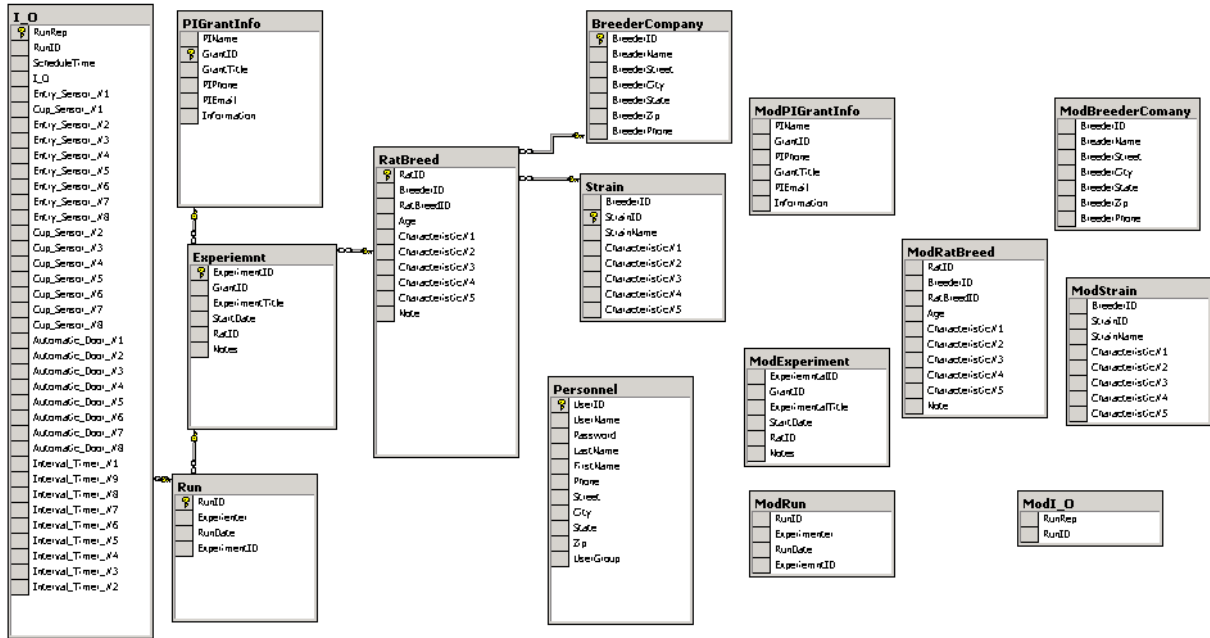 I_O
RunRep
RunID
ScheduleTime
I_O
Entry_Sensor_#1
Cup_Sensor_#1
Entry_Sensor_#2
Entry_Sensor_#3
Entry_Sensor_#4
Entry_Sensor_#5
Entry_Sensor_#6
Entry_Sensor_#7
Entry_Sensor_#8
Cup_Sensor_#2
Cup_Sensor_#3
Cup_Sensor_#4
Cup_Sensor_#5
Cup_Sensor_#6
Cup_Sensor_#7
Cup_Sensor_#8
Automatic_Door_#1
Automatic_Door_#2
Automatic_Door_#3
Automatic_Door_#4
Automatic_Door_#5
Automatic_Door_#6
Automatic_Door_#7
Automatic_Door_#8
Interval_Timer_#1
Interval_Timer_#9
Interval_Timer_#8
Interval_Timer_#7
Interval_Timer_#6
Interval_Timer_#5
Interval_Timer_#4
Interval_Timer_#3
Interval_Timer_#2
PIGrantInfo
PIName
GrantID
GrantTitle
PIPhone
PIEmail
Information
Experiemnt
ExperimentID
GrantID
ExperimentTitle
StartDate
RatID
Notes
Run
RunID
Experienter
RunDate
ExperimentID
RatBreed
RatID
BreederID
RatBreedID
Age
Characteristic#1
Characteristic#2
Characteristic#3
Characteristic#4
Characteristic#5
Note
BreederCompany
BreederID
BreaderName
BreederStreet
BreederCity
BreederState
BreederZip
BreederPhone
Strain
BreederID
StrainID
StrainName
Characteristic#1
Characteristic#2
Characteristic#3
Characteristic#4
Characteristic#5
Personnel
UserID
UserName
Password
LastName
FirstName
Phone
Street
City
State
Zip
UserGroup
ModPIGrantInfo
PIName
GrantID
PIPhone
GrantTitle
PIEmail
Information
ModBreederComany
BreederID
BreederName
BreederStreet
BreederCity
BreederState
BreederZip
BreederPhone
ModRatBreed
RatID
BreederID
RatBreedID
Age
Characteristic#1
Characteristic#2
Characteristic#3
Characteristic#4
Characteristic#5
Note
ModStrain
BreederID
StrainID
StrainName
Characteristic#1
Characteristic#2
Characteristic#3
Characteristic#4
Characteristic#5
ModExperiment
ExperiemntalID
GrantID
ExperimentalTitle
StartDate
RatID
Notes
ModRun
RunID
Experimenter
RunDate
ExperiemntID
ModI_O
RunRep
RunID